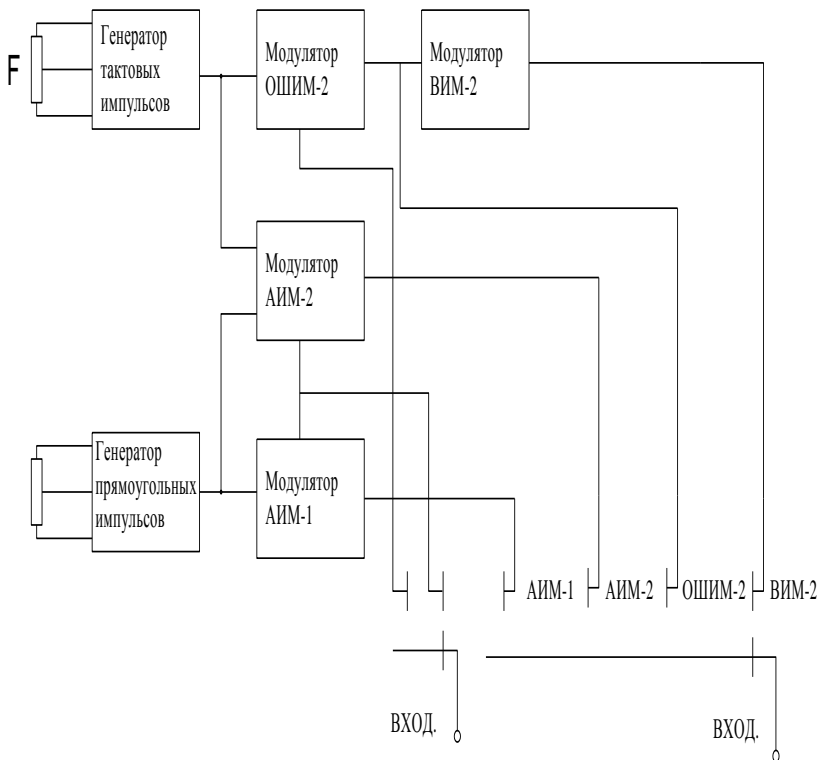 F
Генератор
тактовых
импульсов
Модулятор
ОШИМ-2
Модулятор
ВИМ-2
Модулятор
АИМ-2
Генератор
прямоугольных
импульсов
Модулятор
АИМ-1
АИМ-1
АИМ-2
ОШИМ-2
ВИМ-2
ВХОД.
ВХОД.